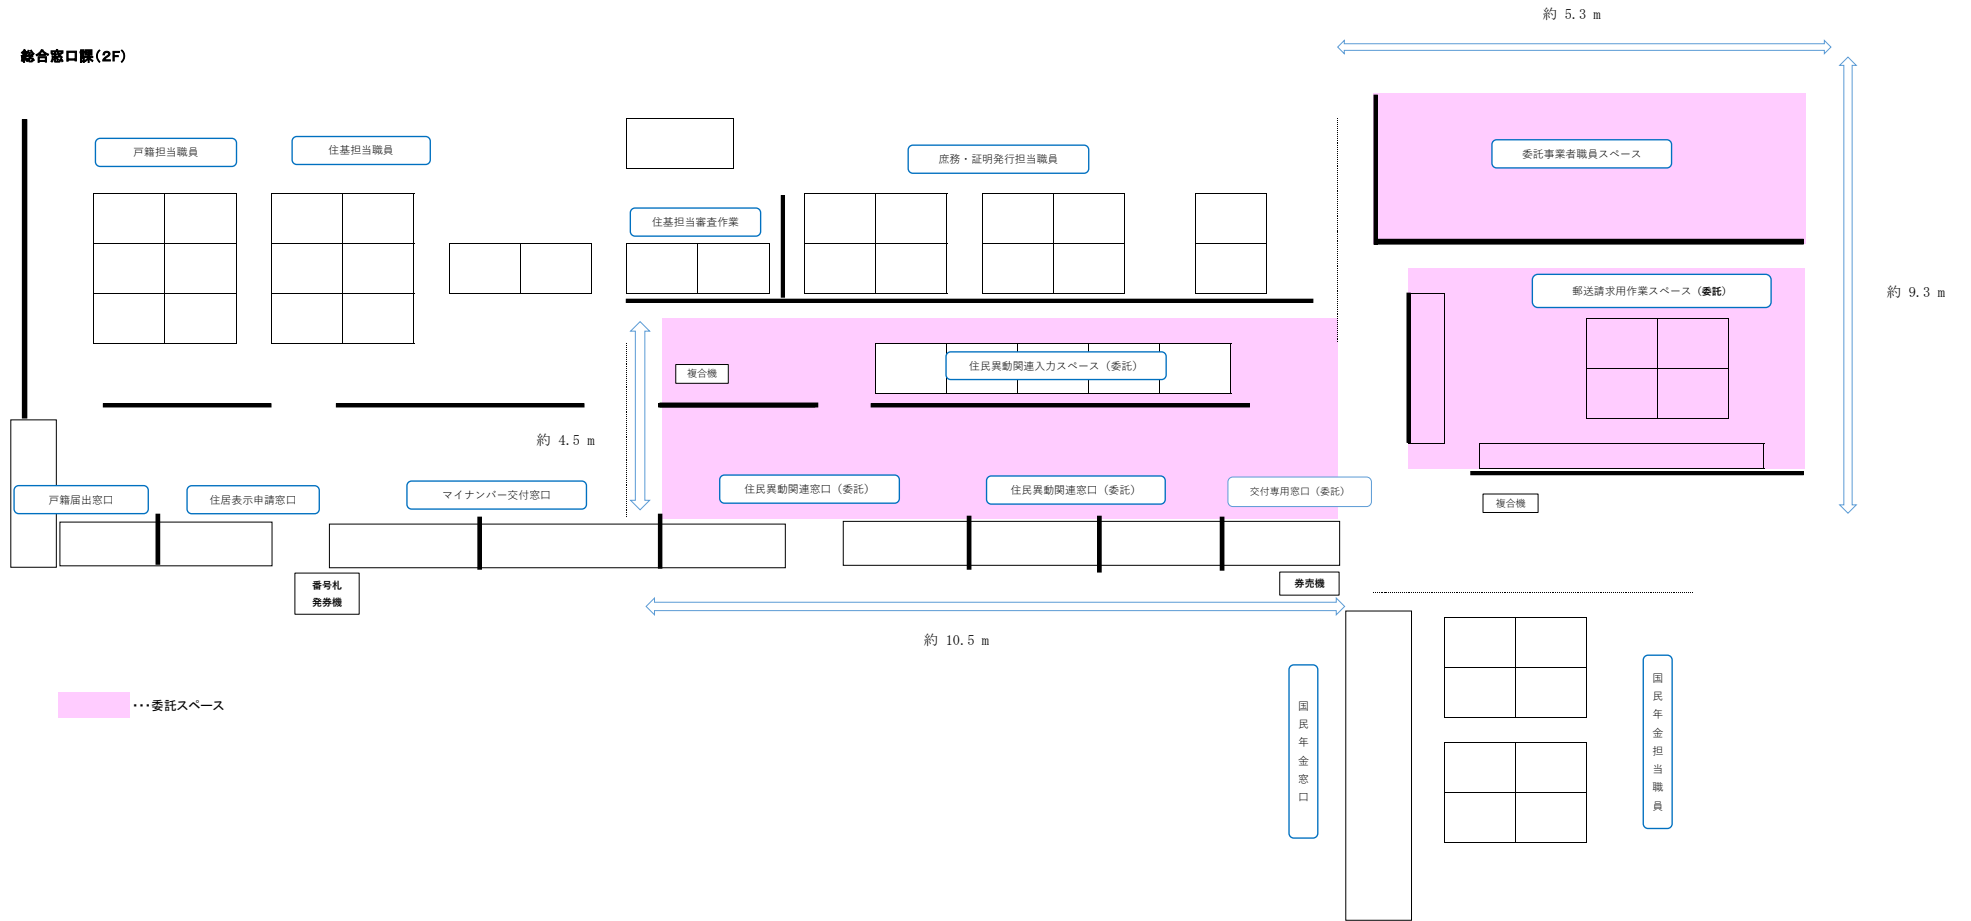 約 5.3 m
総合窓口課(2F)
戸籍担当職員
住基担当職員
庶務・証明発行担当職員
委託事業者職員スペース
住基担当審査作業
郵送請求用作業スペース（委託）
約 9.3 m
複合機
住民異動関連入力スペース（委託）
約 4.5 m
戸籍届出窓口
住居表示申請窓口
マイナンバー交付窓口
住民異動関連窓口（委託）
住民異動関連窓口（委託）
交付専用窓口（委託）
複合機
番号札
発券機
券売機
約 10.5 m
国民年金窓口
国民年金担当職員
･･･委託スペース